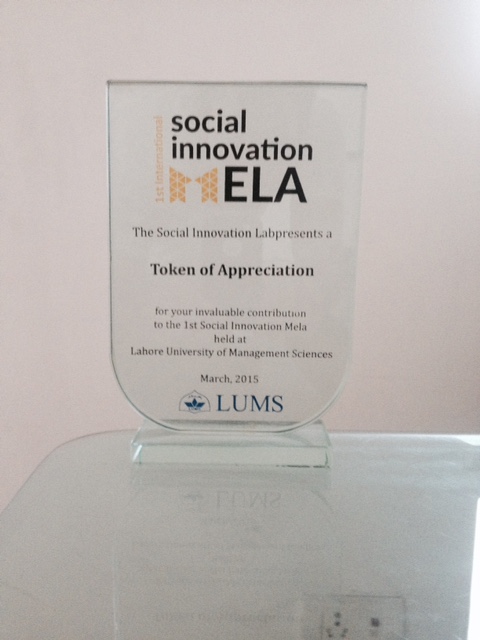 1st International
social
innovation
MELA
The Social Innovation Labpresents a
Token of Appreciation
for your invaluable contribution
to the 1st Social Innovation Mela
held at
Lahore University of Management Sciences
March, 2015
LUMS